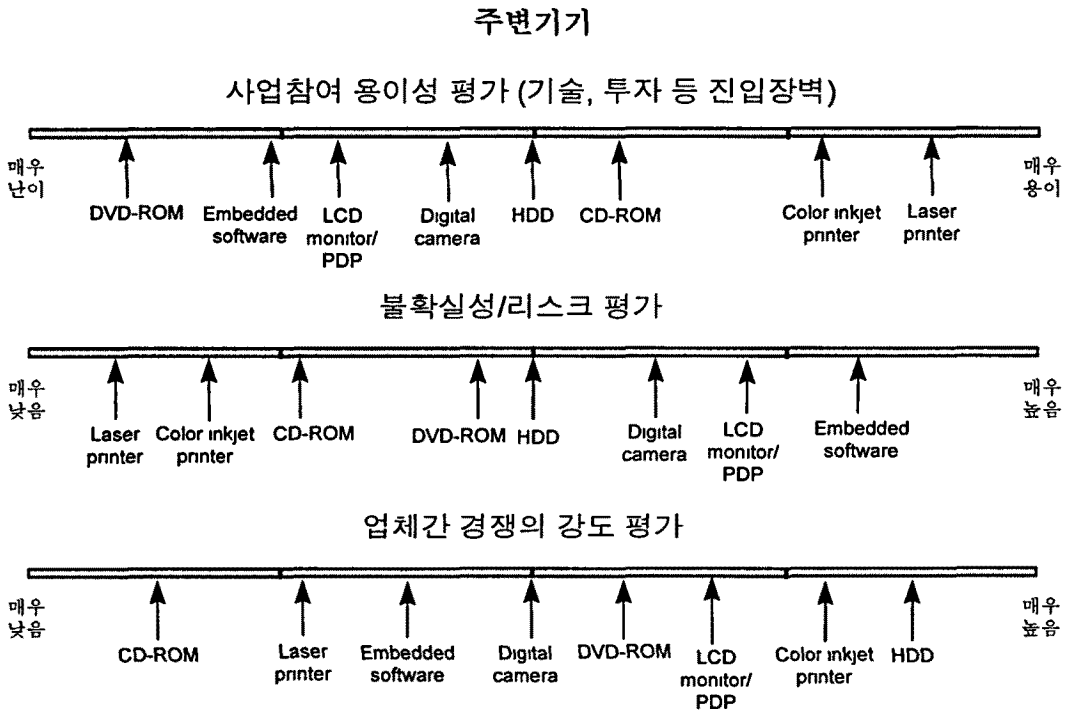 주변기기
사업참여 용이성 평가 (기술, 투자 등 진입장벽)
매우
난이
매우
용이
DVD-ROM
Embedded
software
LCD
monitor/
PDP
Digital
camera
HDD
CD-ROM
Color inkjet
printer
Laser
printer
불확실성/리스크 평가
매우
낮음
매우
높음
Laser
printer
Color inkjet
printer
CD-ROM
DVD-ROM
HDD
Digital
camera
LCD
monitor/
PDP
Embedded
software
업체간 경쟁의 강도 평가
매우
낮음
매우
높음
CD-ROM
Laser
printer
Embedded
software
Digital
camera
DVD-ROM
LCD
monitor/
PDP
Color inkjet
printer
HDD